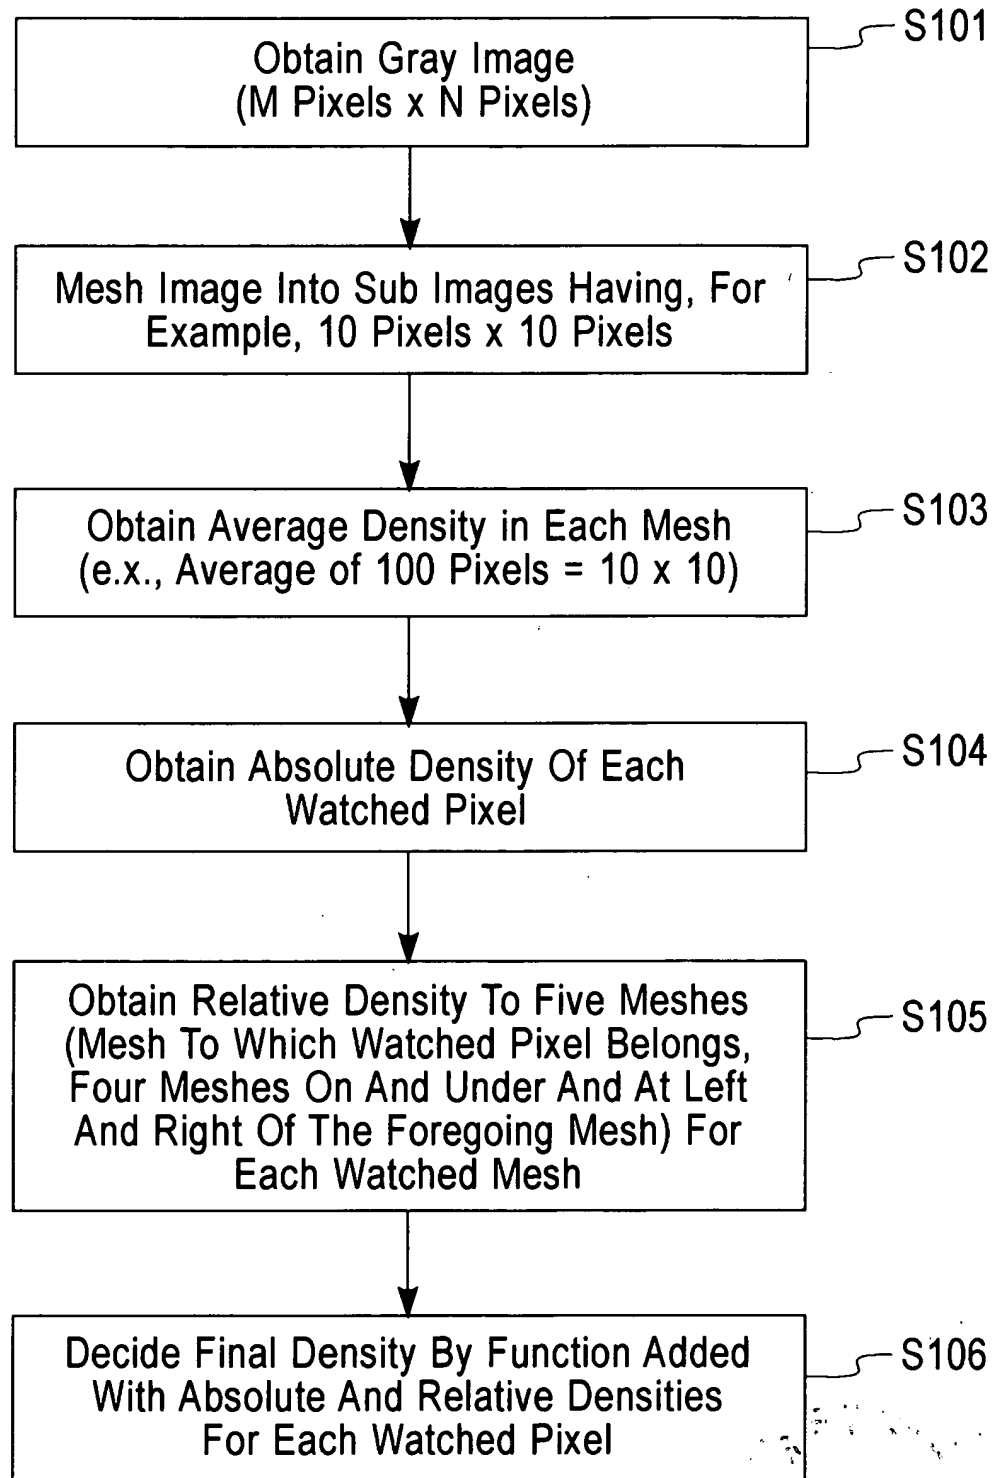 S101
Obtain Gray Image
(M Pixels x N Pixels)
S102
Mesh Image Into Sub Images Having, For
Example, 10 Pixels x 10 Pixels
S103
Obtain Average Density in Each Mesh
(e.x., Average of 100 Pixels = 10 x 10)
S104
Obtain Absolute Density Of Each
Watched Pixel
S105
Obtain Relative Density To Five Meshes
(Mesh To Which Watched Pixel Belongs,
Four Meshes On And Under And At Left
And Right Of The Foregoing Mesh) For
Each Watched Mesh
S106
Decide Final Density By Function Added
With Absolute And Relative Densities
For Each Watched Pixel